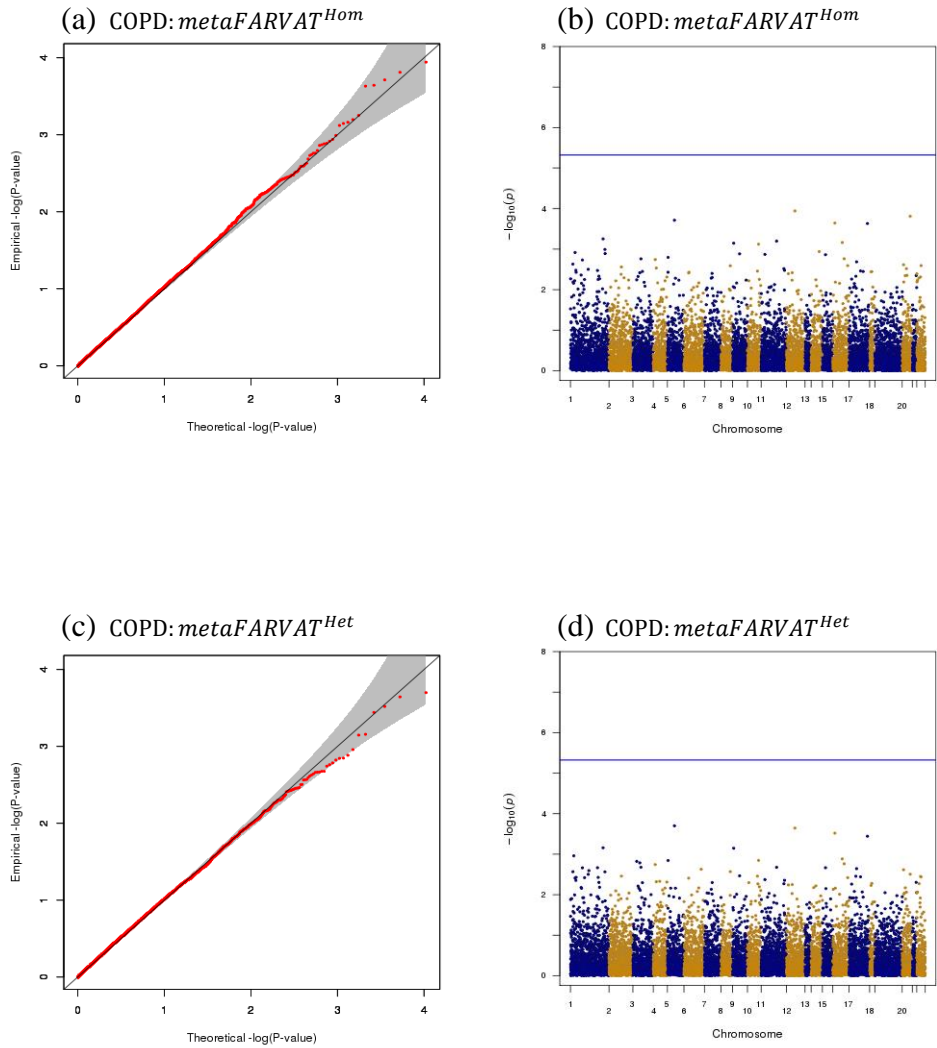 (a) COPD: metaFARVAT^Hom
Empirical -log(P-value)
4
3
2
1
0
0 1 2 3 4
Theoretical -log(P-value)
(b) COPD: metaFARVAT^Hom
− log10(p)
8
6
4
2
0
1 2 3 4 5 6 7 8 9 10 11 12 13 15 17 18 20
Chromosome
(c) COPD: metaFARVAT^Het
Empirical -log(P-value)
4
3
2
1
0
0 1 2 3 4
Theoretical -log(P-value)
(d) COPD: metaFARVAT^Het
− log10(p)
8
6
4
2
0
1 2 3 4 5 6 7 8 9 10 11 12 13 15 17 18 20
Chromosome